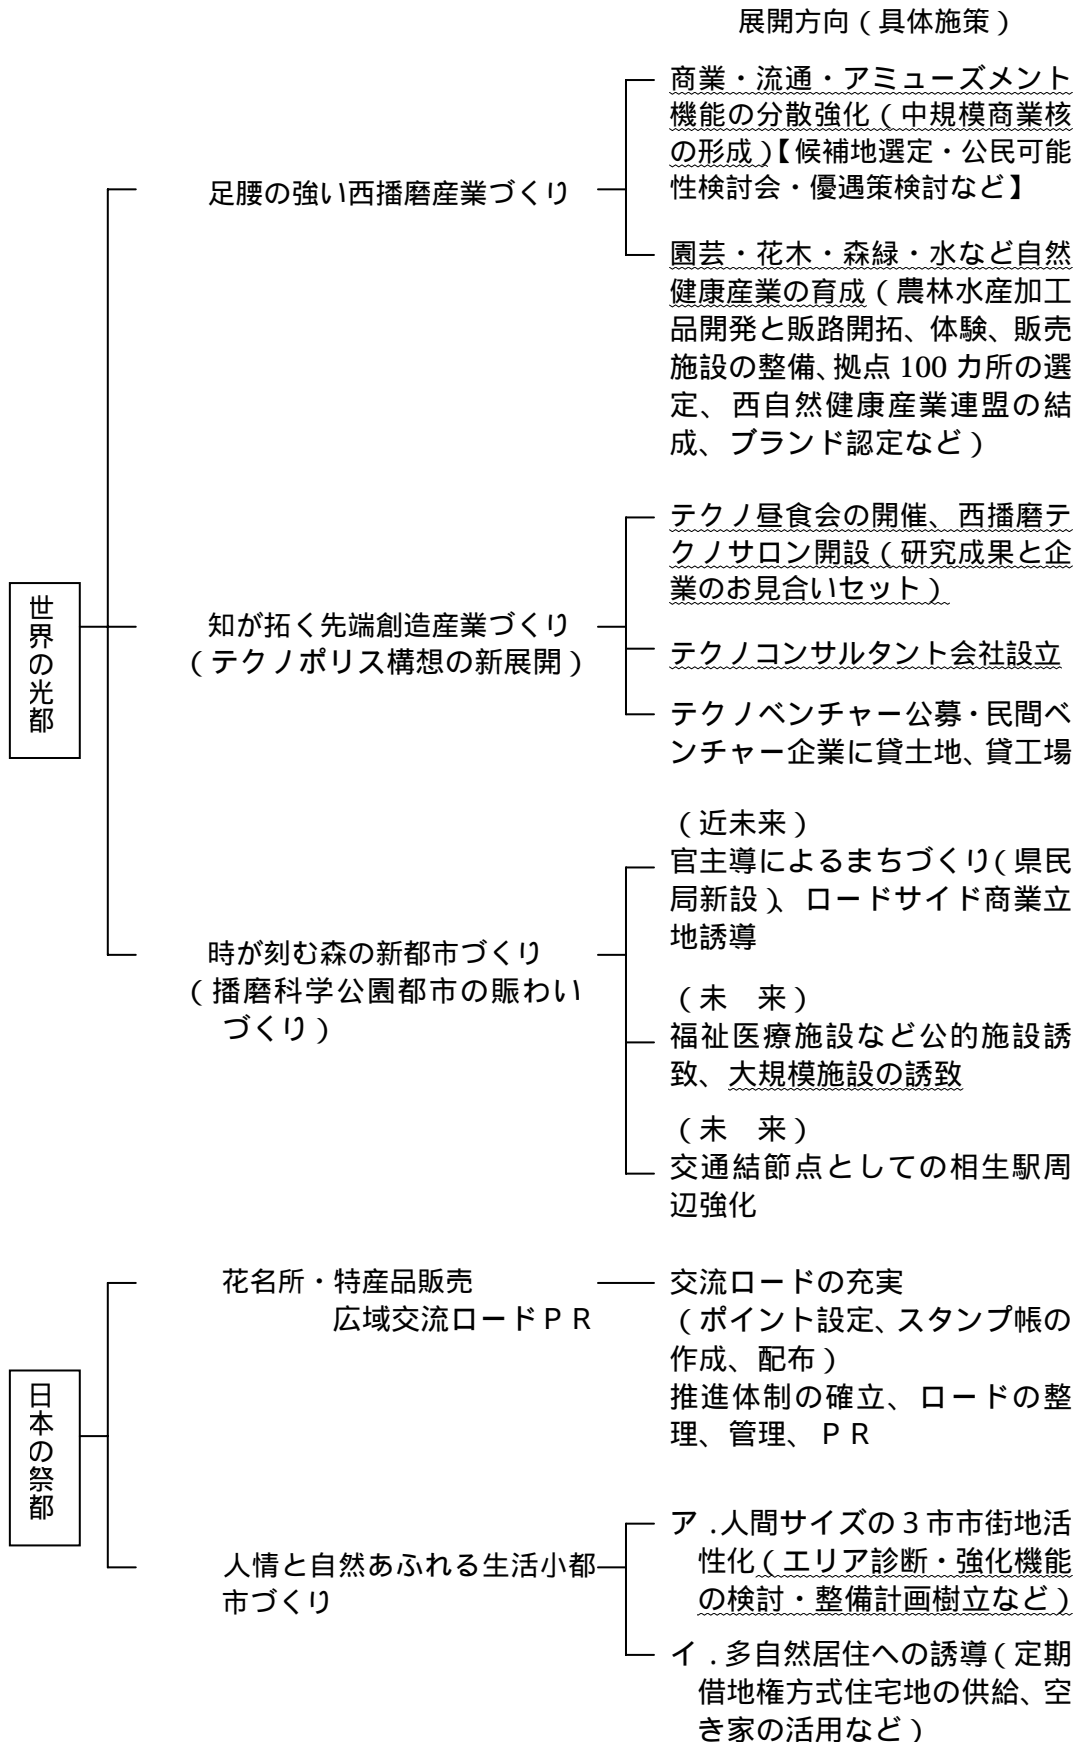 展開方向（具体施策）
商業・流通・アミューズメント
機能の分散強化（中規模商業核
の形成）【候補地選定・公民可能
性検討会・優遇策検討など】
足腰の強い西播磨産業づくり
園芸・花木・森緑・水など自然
健康産業の育成（農林水産加工
品開発と販路開拓、体験、販売
施設の整備、拠点 100 カ所の選
定、西自然健康産業連盟の結
成、ブランド認定など）
世界の光都
テクノ昼食会の開催、西播磨テ
クノサロン開設（研究成果と企
業のお見合いセット）
知が拓く先端創造産業づくり
（テクノポリス構想の新展開）
テクノコンサルタント会社設立
テクノベンチャー公募・民間ベ
ンチャー企業に貸土地、貸工場
時が刻む森の新都市づくり
（播磨科学公園都市の賑わい
づくり）
（近未来）
官主導によるまちづくり（県民
局新設）、ロードサイド商業立
地誘導
（未　来）
福祉医療施設など公的施設誘
致、大規模施設の誘致
（未　来）
交通結節点としての相生駅周
辺強化
日本の祭都
花名所・特産品販売
広域交流ロードＰＲ
交流ロードの充実
（ポイント設定、スタンプ帳の
作成、配布）
推進体制の確立、ロードの整
理、管理、ＰＲ
人情と自然あふれる生活小都
市づくり
ア．人間サイズの３市市街地活
性化（エリア診断・強化機能
の検討・整備計画樹立など）
イ．多自然居住への誘導（定期
借地権方式住宅地の供給、空
き家の活用など）